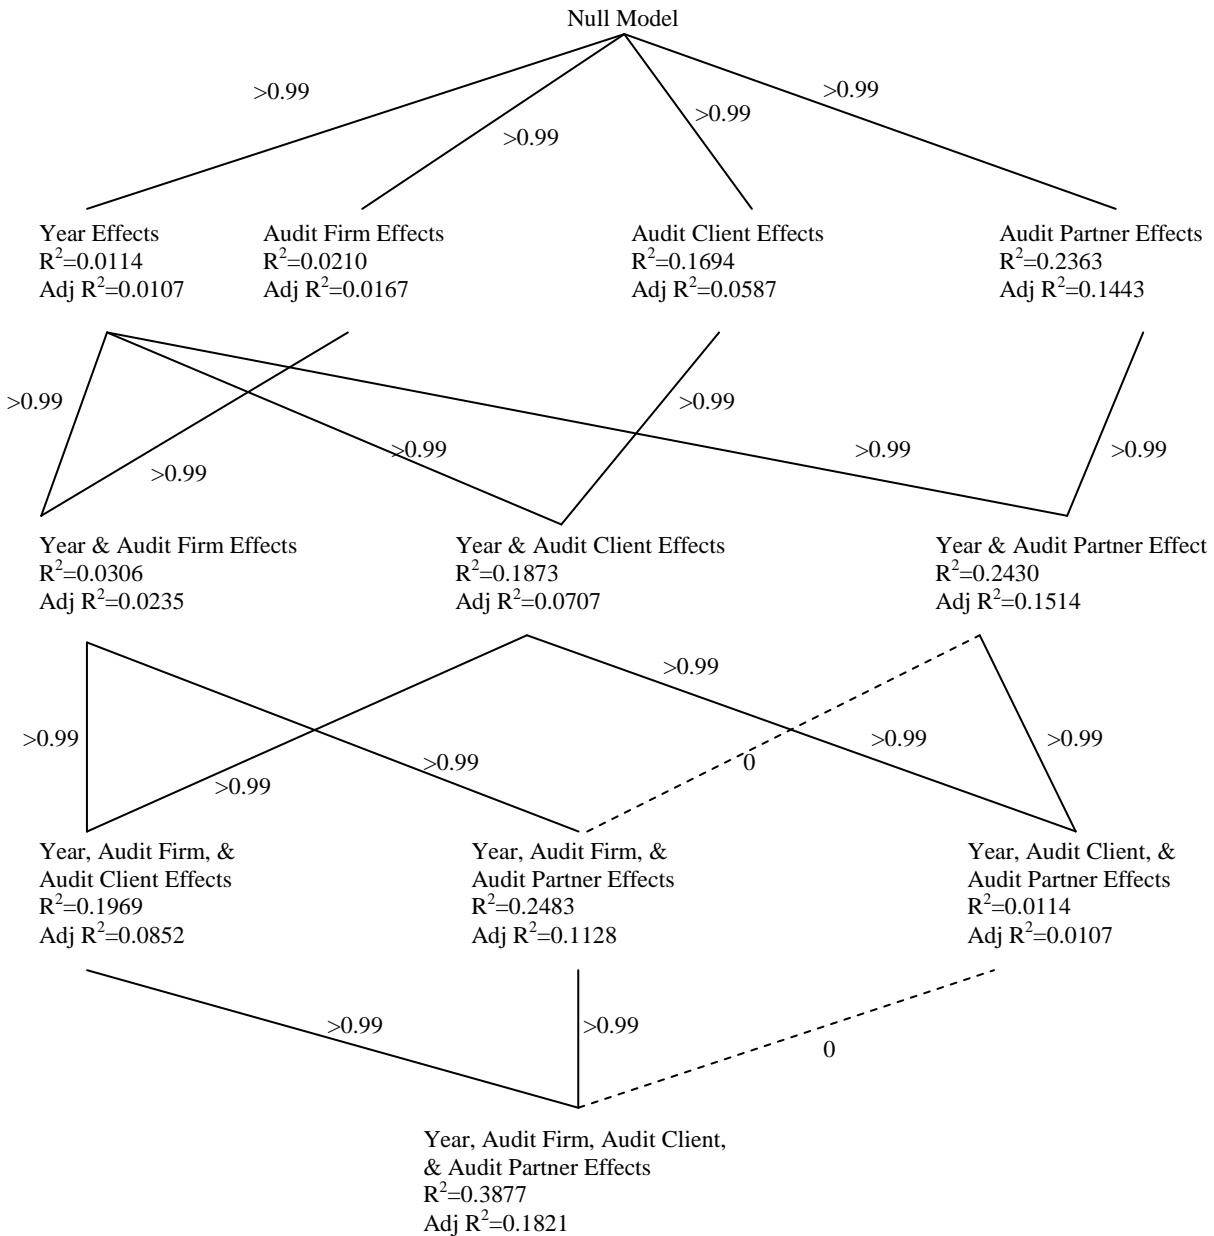 Null Model
>0.99
>0.99
>0.99
>0.99
Year Effects
R²=0.0114
Adj R²=0.0107
Audit Firm Effects
R²=0.0210
Adj R²=0.0167
Audit Client Effects
R²=0.1694
Adj R²=0.0587
Audit Partner Effects
R²=0.2363
Adj R²=0.1443
>0.99
>0.99
>0.99
>0.99
>0.99
>0.99
Year & Audit Firm Effects
R²=0.0306
Adj R²=0.0235
Year & Audit Client Effects
R²=0.1873
Adj R²=0.0707
Year & Audit Partner Effect
R²=0.2430
Adj R²=0.1514
>0.99
>0.99
>0.99
>0.99
0
>0.99
>0.99
Year, Audit Firm, &
Audit Client Effects
R²=0.1969
Adj R²=0.0852
Year, Audit Firm, &
Audit Partner Effects
R²=0.2483
Adj R²=0.1128
Year, Audit Client, &
Audit Partner Effects
R²=0.0114
Adj R²=0.0107
>0.99
>0.99
0
Year, Audit Firm, Audit Client,
& Audit Partner Effects
R²=0.3877
Adj R²=0.1821